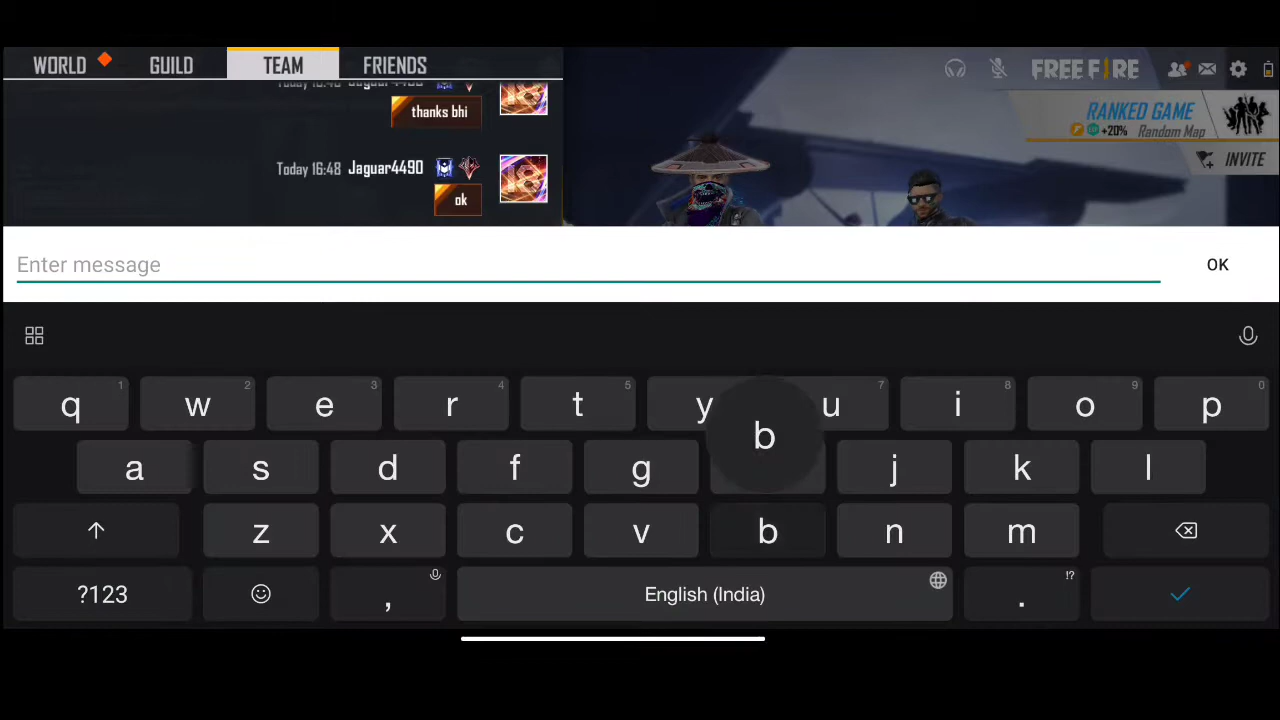 WORLD GUILD TEAM FRIENDS
FREE FIRE
thanks bhi
RANKED GAME
+20% Random Map
INVITE
Today 16:48 Jaguar4490
ok
Enter message OK
q 1 w 2 e 3 r 4 t 5 y u 7 i 8 o 9 p 0
b
a s d f g j k l
z x c v b n m
?123 , English (India) . !?